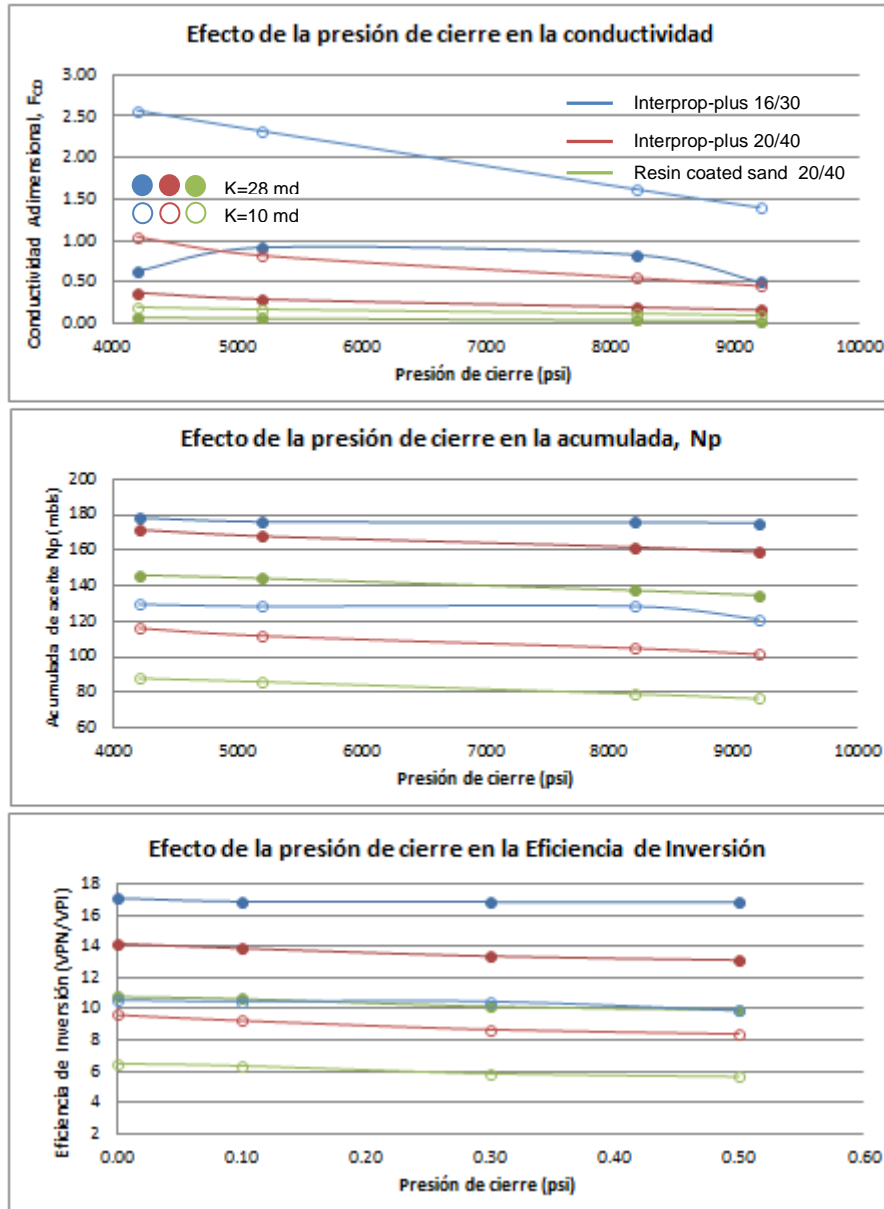 Efecto de la presión de cierre en la conductividad
Conductividad Adimensional, FCD
3.00
2.50
2.00
1.50
1.00
0.50
0.00
Interprop-plus 16/30
Interprop-plus 20/40
Resin coated sand 20/40
K=28 md
K=10 md
4000 5000 6000 7000 8000 9000 10000
Presión de cierre (psi)
Efecto de la presión de cierre en la acumulada, Np
Acumulada de aceite Np (mbls)
200
180
160
140
120
100
80
60
4000 5000 6000 7000 8000 9000 10000
Presión de cierre (psi)
Efecto de la presión de cierre en la Eficiencia de Inversión
Eficiencia de Inversión (VPN/VPI)
18
16
14
12
10
8
6
4
2
0.00 0.10 0.20 0.30 0.40 0.50 0.60
Presión de cierre (psi)